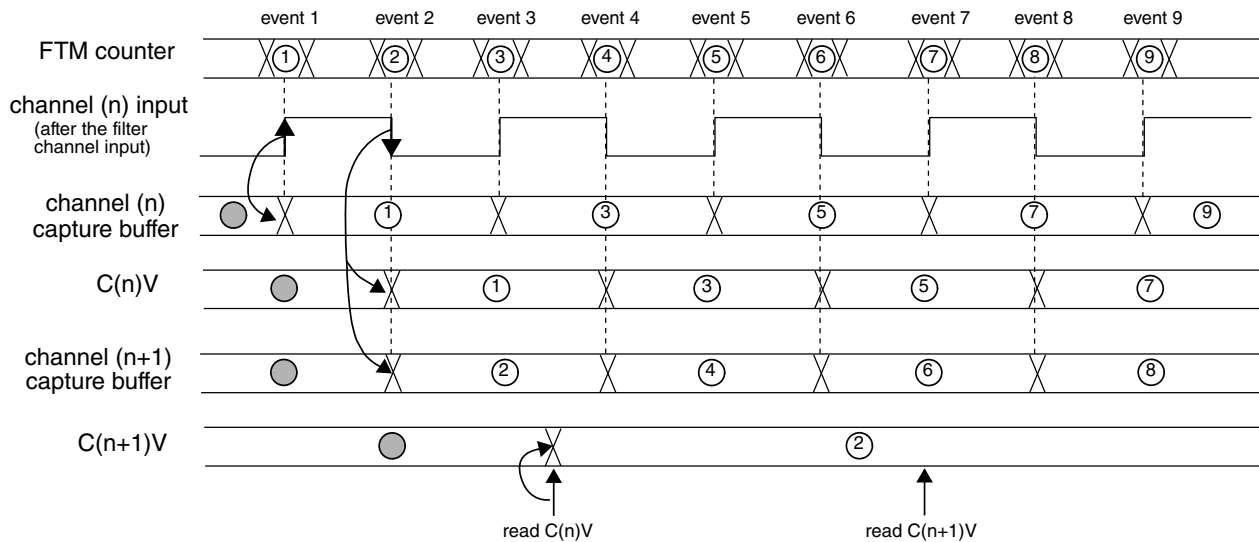 event 1 event 2 event 3 event 4 event 5 event 6 event 7 event 8 event 9
FTM counter 1 2 3 4 5 6 7 8 9
channel (n) input
(after the filter
channel input)
channel (n)
capture buffer
1 3 5 7 9
C(n)V 1 3 5 7
channel (n+1)
capture buffer
2 4 6 8
C(n+1)V 2
read C(n)V read C(n+1)V